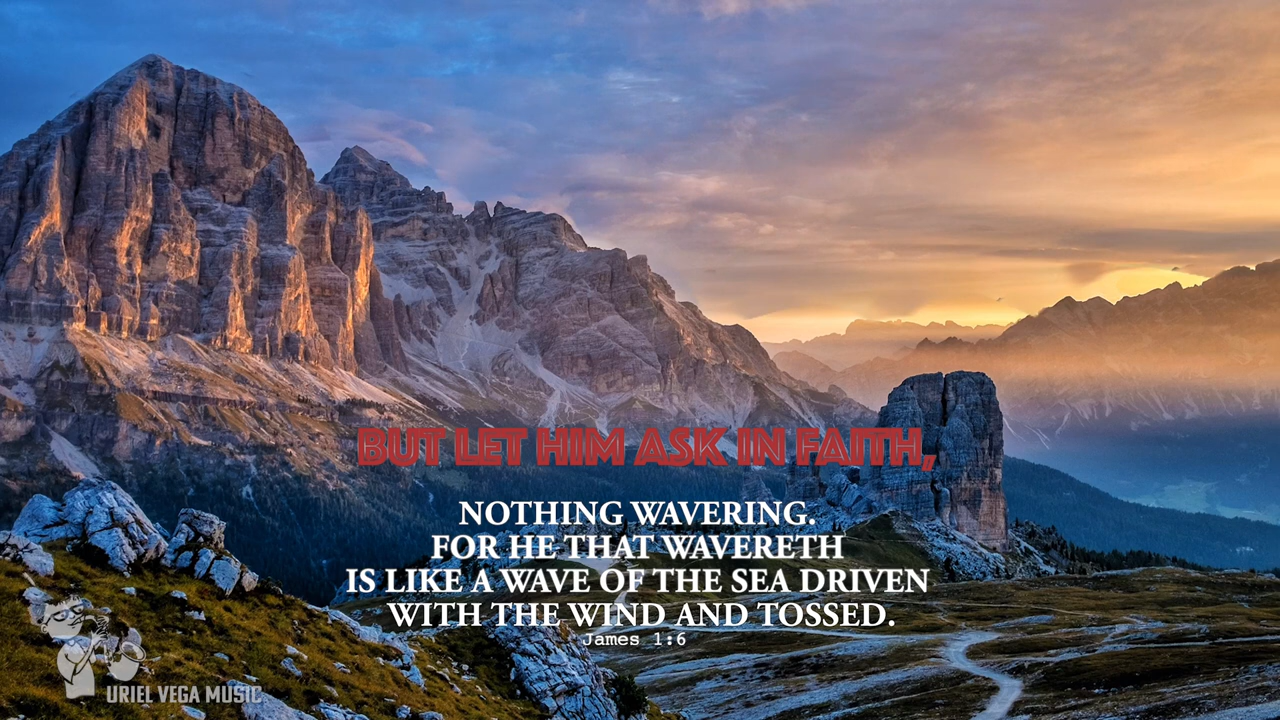 BUT LET HIM ASK IN FAITH,
NOTHING WAVERING.
FOR HE THAT WAVERETH
IS LIKE A WAVE OF THE SEA DRIVEN
WITH THE WIND AND TOSSED.
James 1:6
URIEL VEGA MUSIC